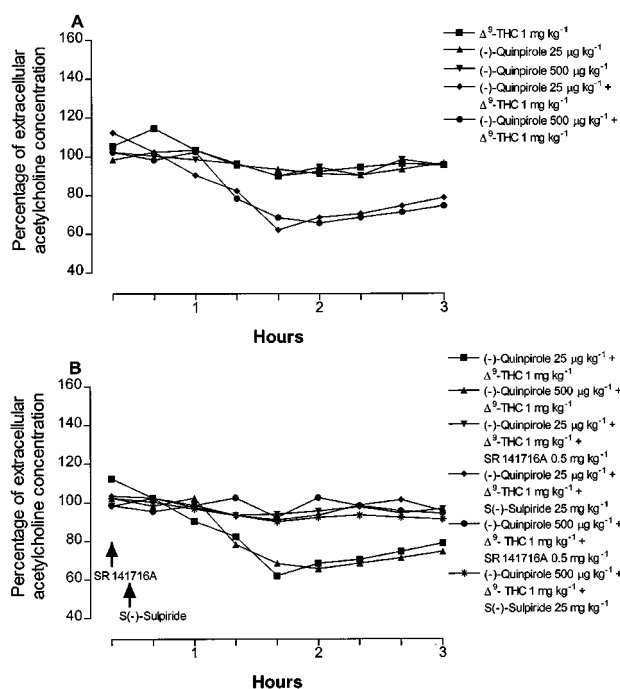 A
Percentage of extracellular
acetylcholine concentration
160
140
120
100
80
60
40
1
2
3
Hours
Δ⁹-THC 1 mg kg⁻¹
(-)-Quinpirole 25 μg kg⁻¹
(-)-Quinpirole 500 μg kg⁻¹
(-)-Quinpirole 25 μg kg⁻¹ +
Δ⁹-THC 1 mg kg⁻¹
(-)-Quinpirole 500 μg kg⁻¹ +
Δ⁹-THC 1 mg kg⁻¹
B
Percentage of extracellular
acetylcholine concentration
160
140
120
100
80
60
40
SR 141716A
S(-)-Sulpiride
1
2
3
Hours
(-)-Quinpirole 25 μg kg⁻¹ +
Δ⁹-THC 1 mg kg⁻¹
(-)-Quinpirole 500 μg kg⁻¹ +
Δ⁹-THC 1 mg kg⁻¹
(-)-Quinpirole 25 μg kg⁻¹ +
Δ⁹-THC 1 mg kg⁻¹ +
SR 141716A 0.5 mg kg⁻¹
(-)-Quinpirole 25 μg kg⁻¹ +
Δ⁹-THC 1 mg kg⁻¹ +
S(-)-Sulpiride 25 mg kg⁻¹
(-)-Quinpirole 500 μg kg⁻¹ +
Δ⁹- THC 1 mg kg⁻¹ +
SR 141716A 0.5 mg kg⁻¹
(-)-Quinpirole 500 μg kg⁻¹ +
Δ⁹- THC 1 mg kg⁻¹ +
S(-)-Sulpiride 25 mg kg⁻¹